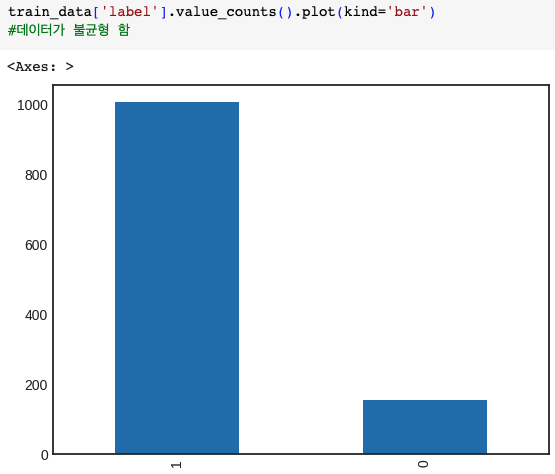 train_data['label'].value_counts().plot(kind='bar')
#데이터가 불균형 함
<Axes: >
1000
800
600
400
200
0
1
0